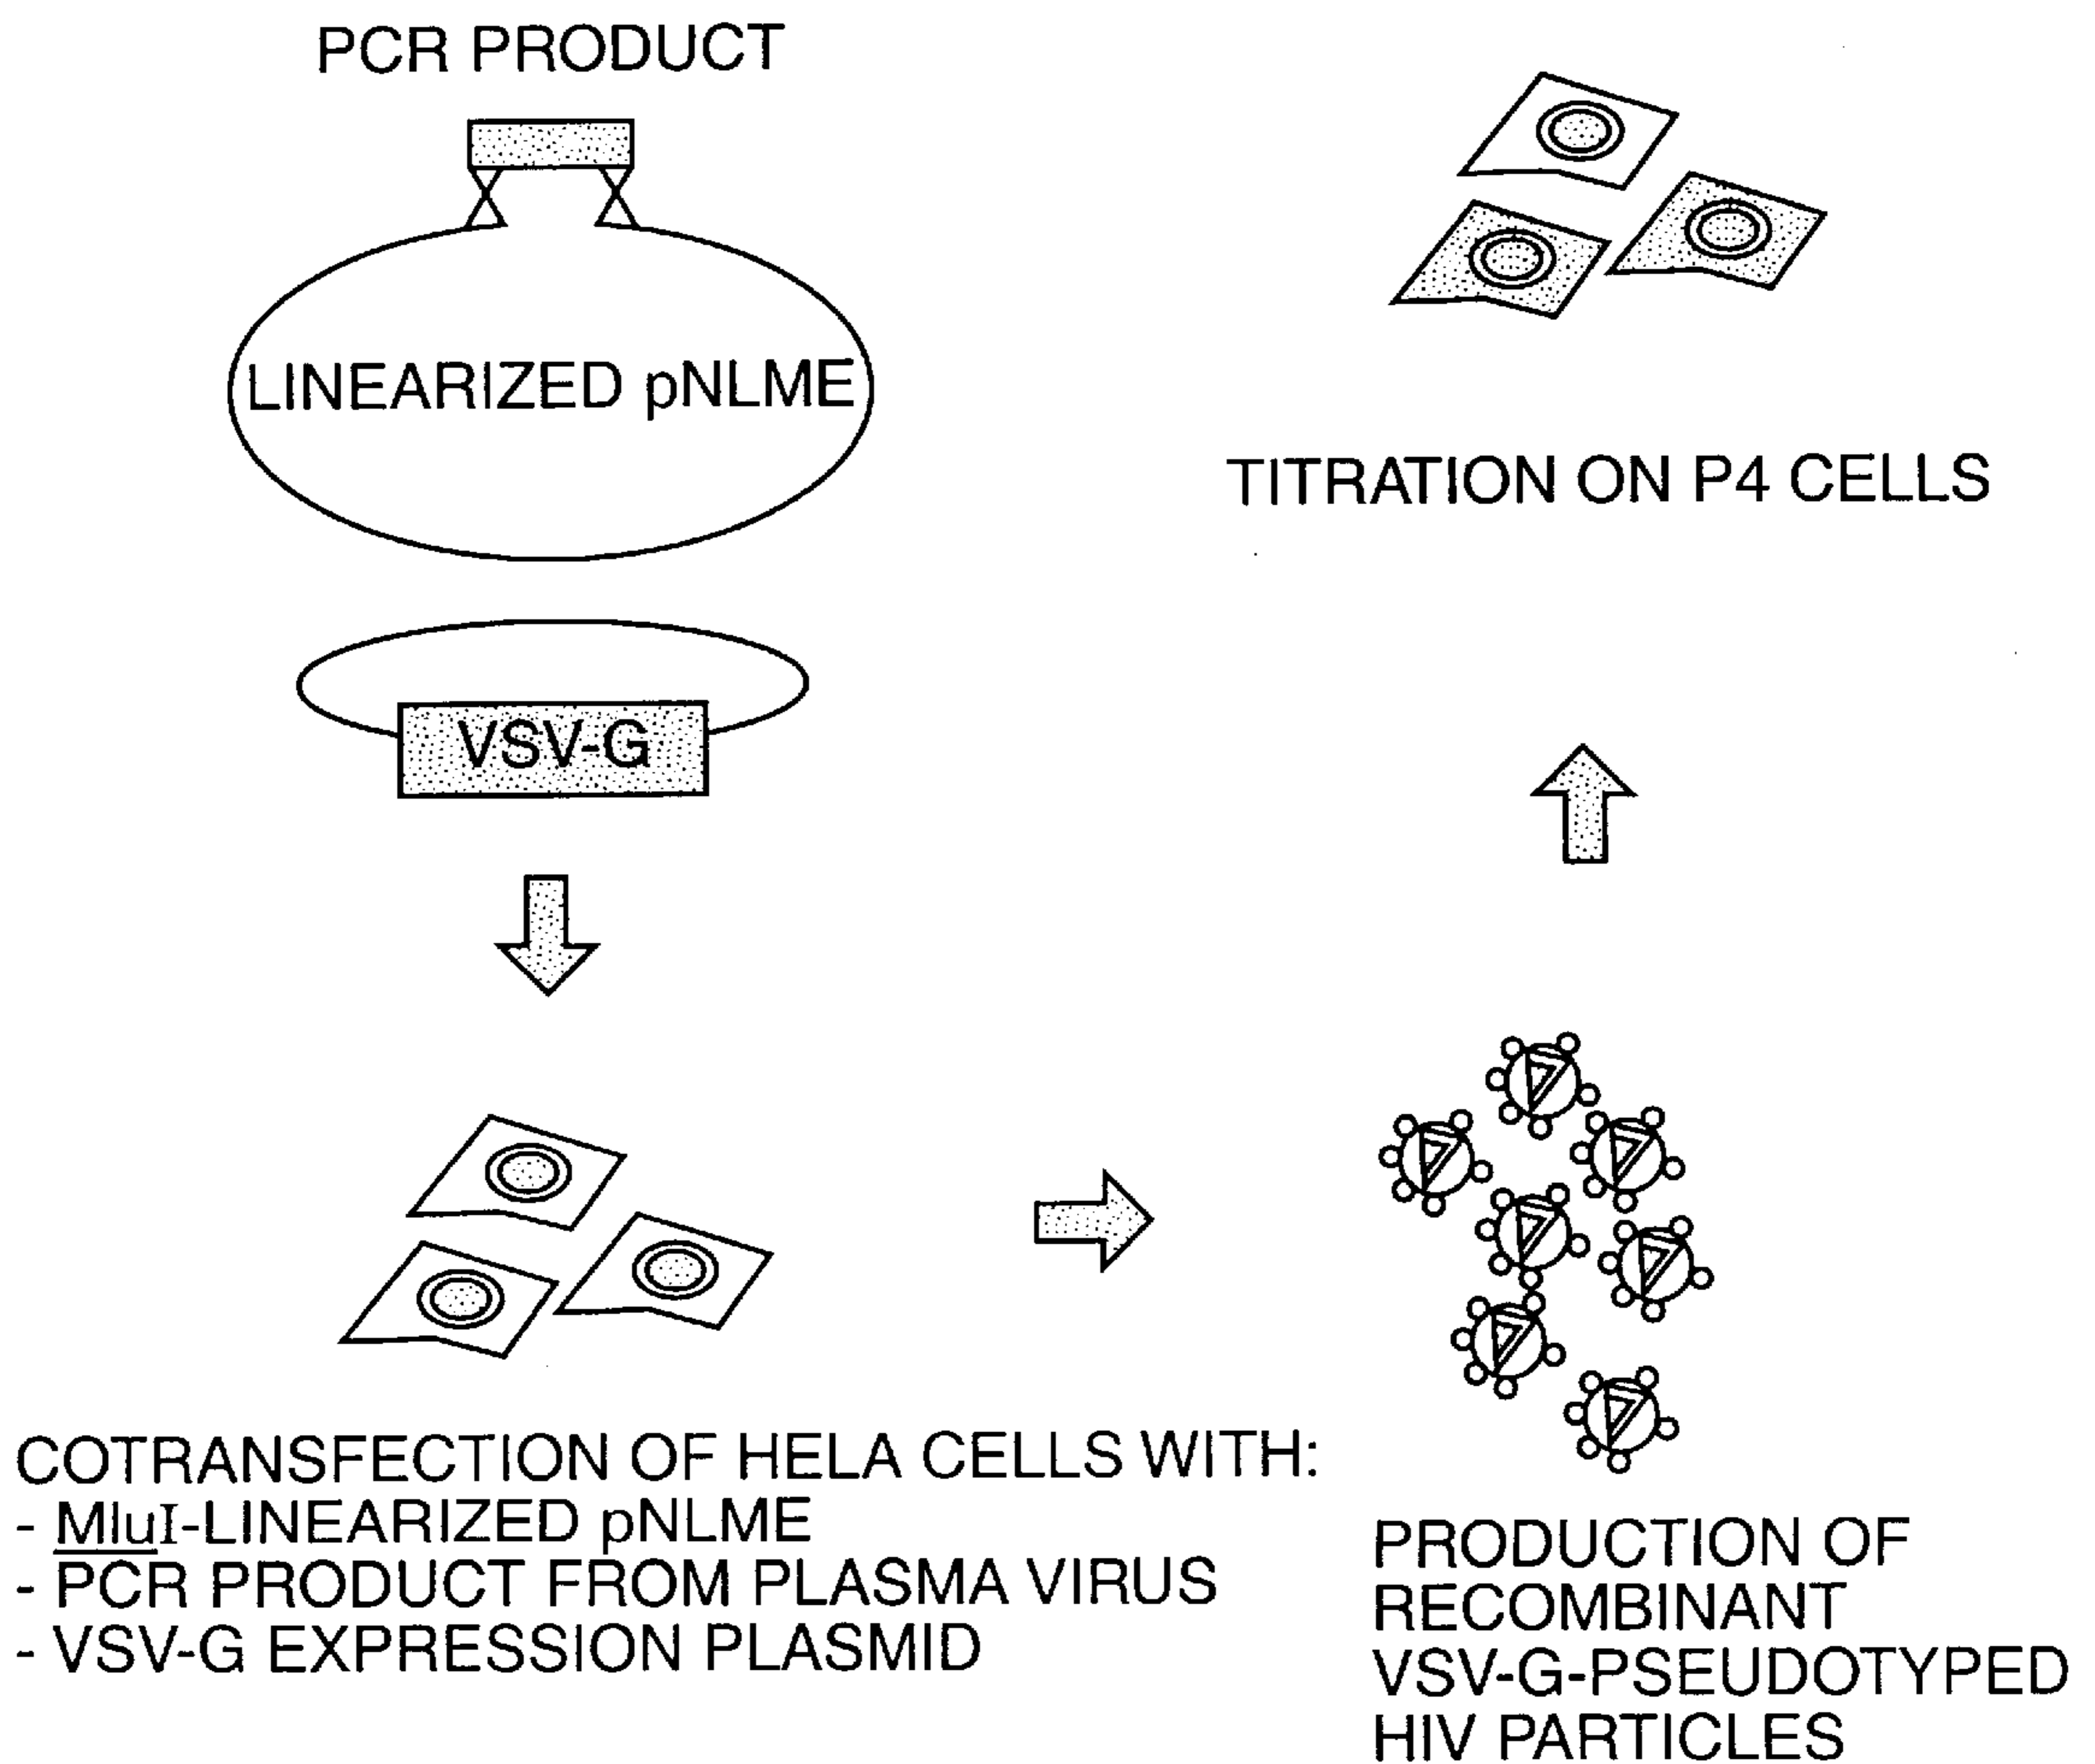 PCR PRODUCT
LINEARIZED pNLME
VSV-G
COTRANSFECTION OF HELA CELLS WITH:
- MluI-LINEARIZED pNLME
- PCR PRODUCT FROM PLASMA VIRUS
- VSV-G EXPRESSION PLASMID
PRODUCTION OF
RECOMBINANT
VSV-G-PSEUDOTYPED
HIV PARTICLES
TITRATION ON P4 CELLS